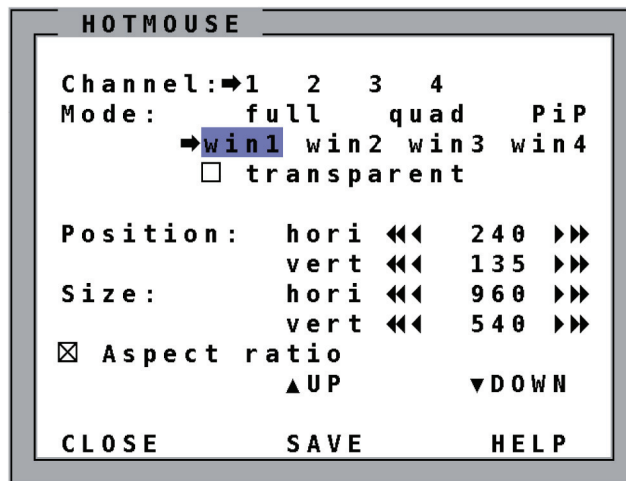 HOTMOUSE
Channel:➡1 2 3 4
Mode: full quad PiP
➡win1 win2 win3 win4
☐ transparent
Position: hori ◀◀◀ 240 ▶▶▶
vert ◀◀◀ 135 ▶▶▶
Size: hori ◀◀◀ 960 ▶▶▶
vert ◀◀◀ 540 ▶▶▶
☒ Aspect ratio
▲UP ▼DOWN
CLOSE SAVE HELP